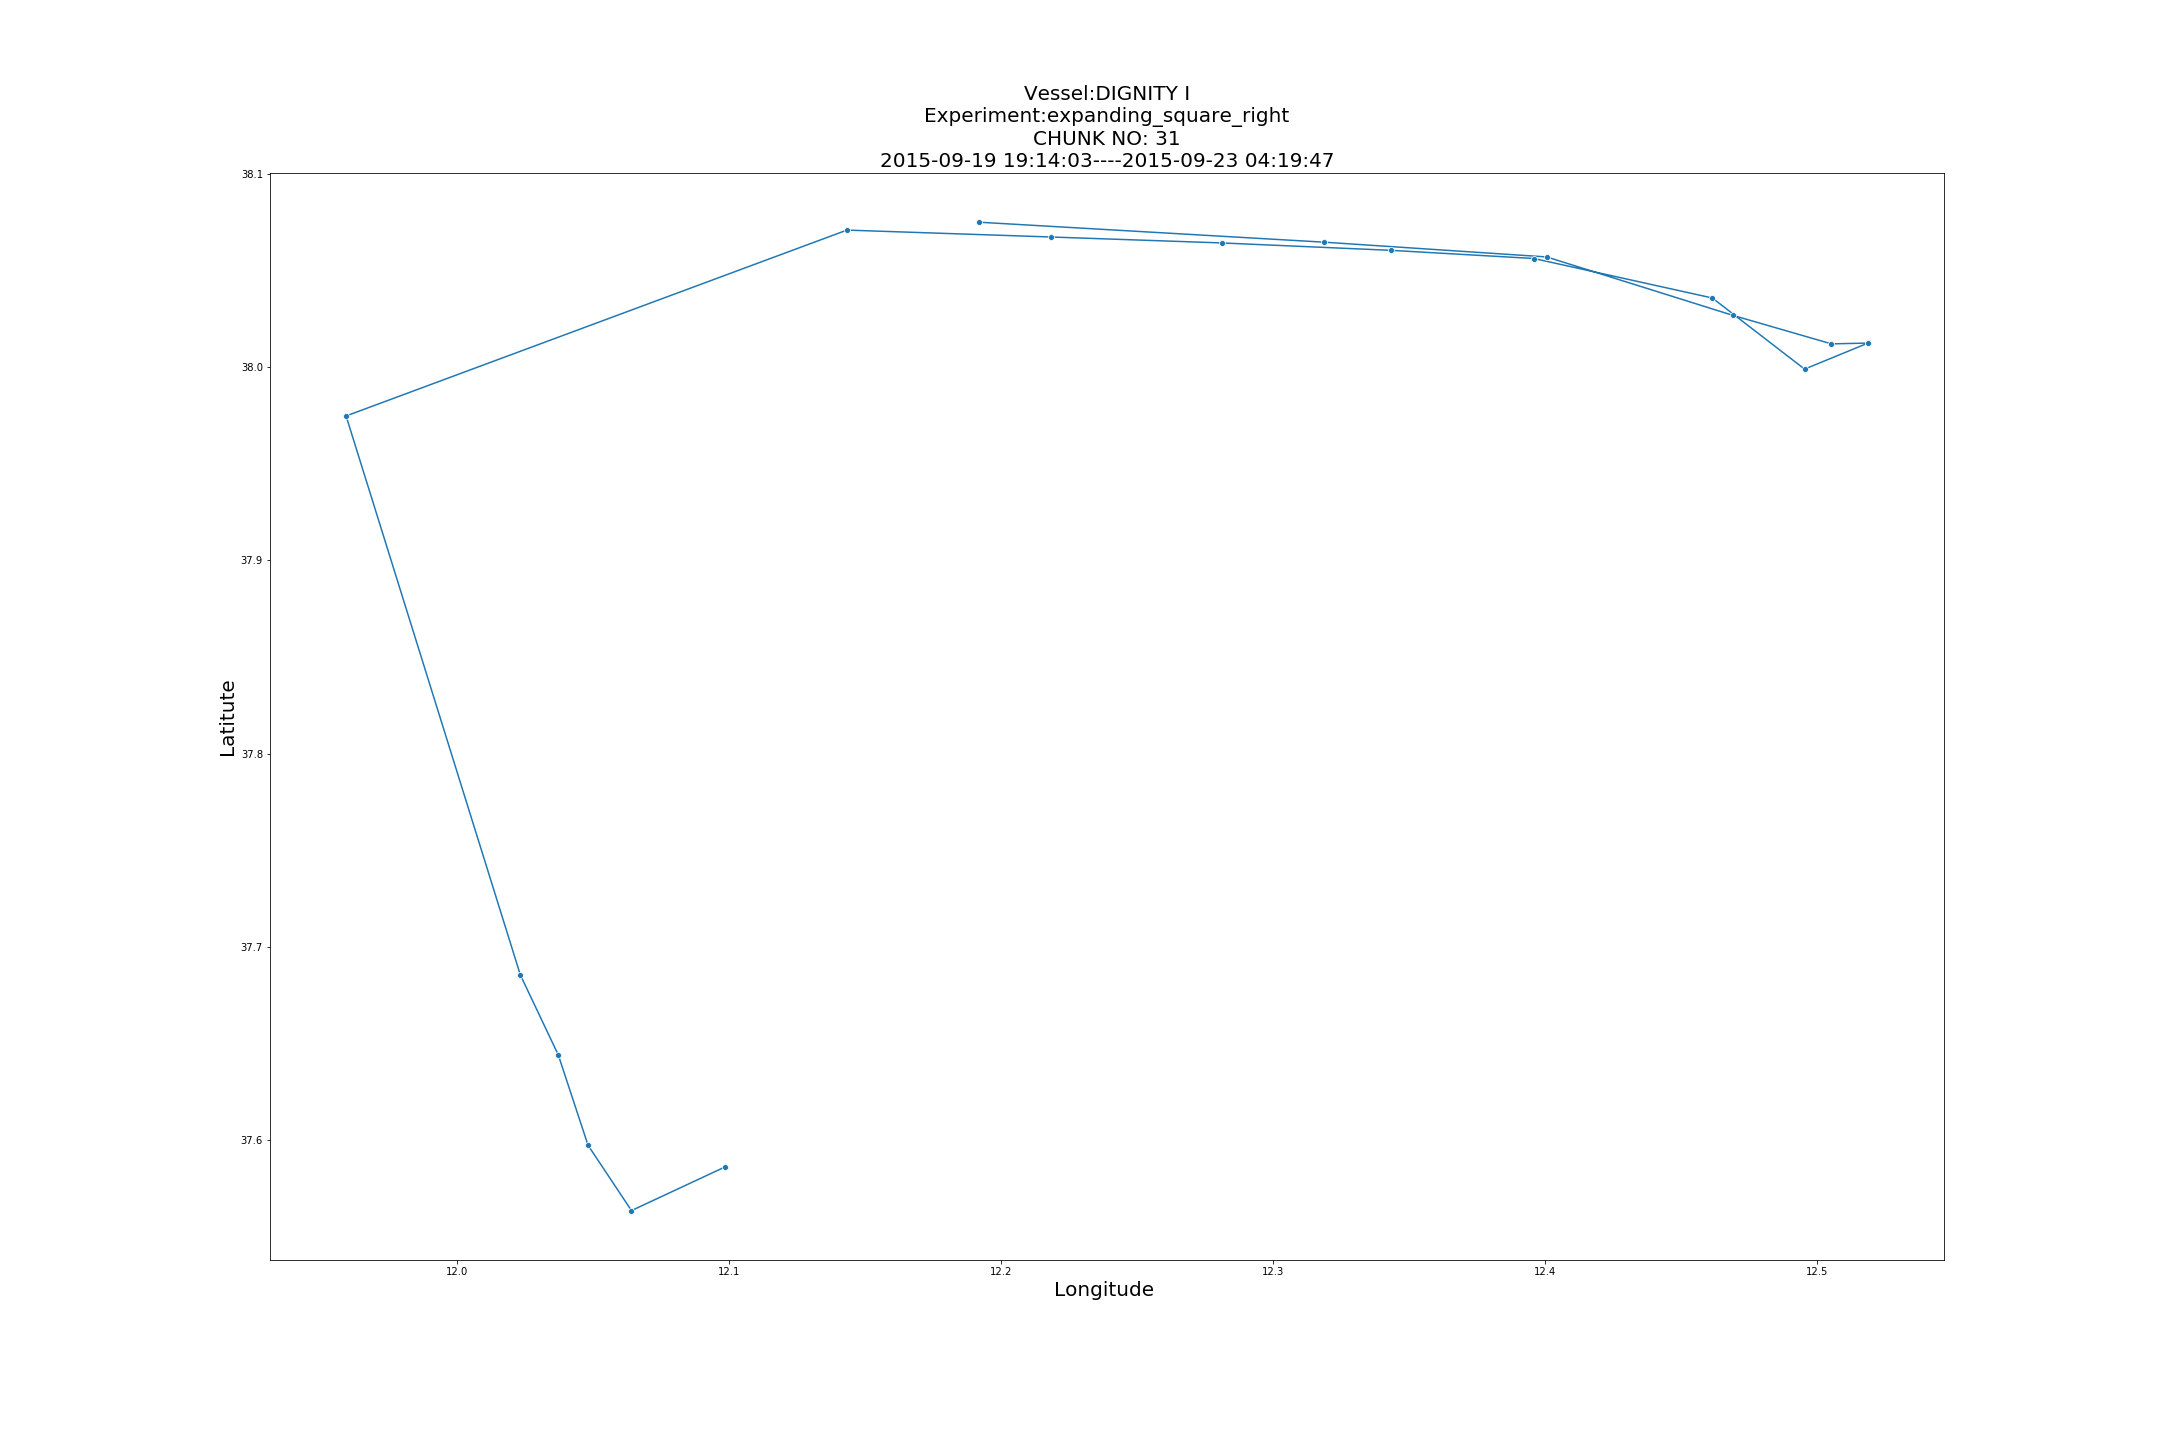 Vessel:DIGNITY I
Experiment:expanding_square_right
CHUNK NO: 31
2015-09-19 19:14:03----2015-09-23 04:19:47
38.1
38.0
37.9
37.8
37.7
37.6
Latitute
12.0 12.1 12.2 12.3 12.4 12.5
Longitude